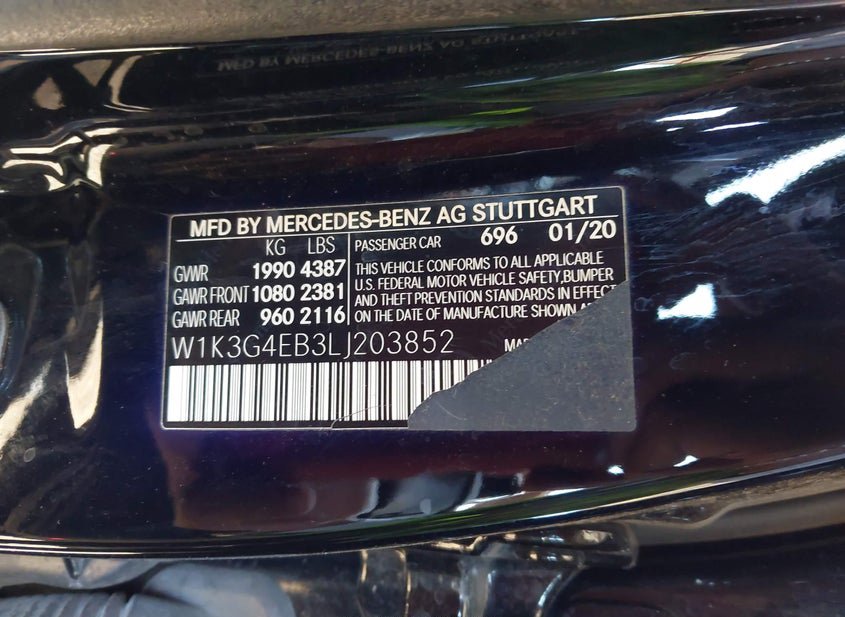 MFD BY MERCEDES-BENZ AG STUTTGART
KG LBS
GVWR 1990 4387
GAWR FRONT 1080 2381
GAWR REAR 960 2116
PASSENGER CAR 696 01/20
THIS VEHICLE CONFORMS TO ALL APPLICABLE
U.S. FEDERAL MOTOR VEHICLE SAFETY, BUMPER
AND THEFT PREVENTION STANDARDS IN EFFECT
ON THE DATE OF MANUFACTURE SHOWN
W1K3G4EB3LJ203852